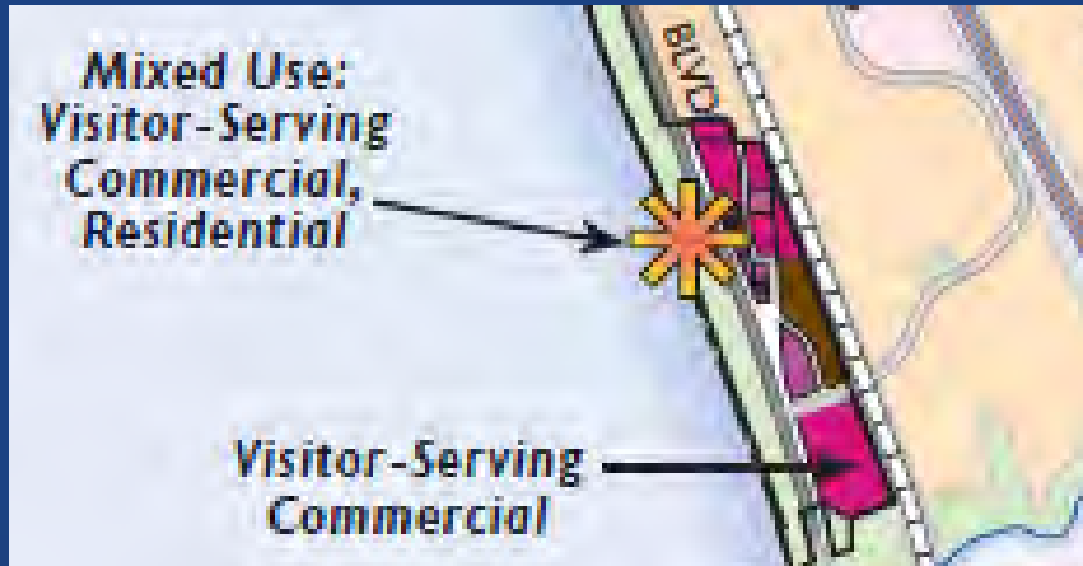 Mixed Use:
Visitor-Serving
Commercial,
Residential
BLVD
Visitor-Serving
Commercial